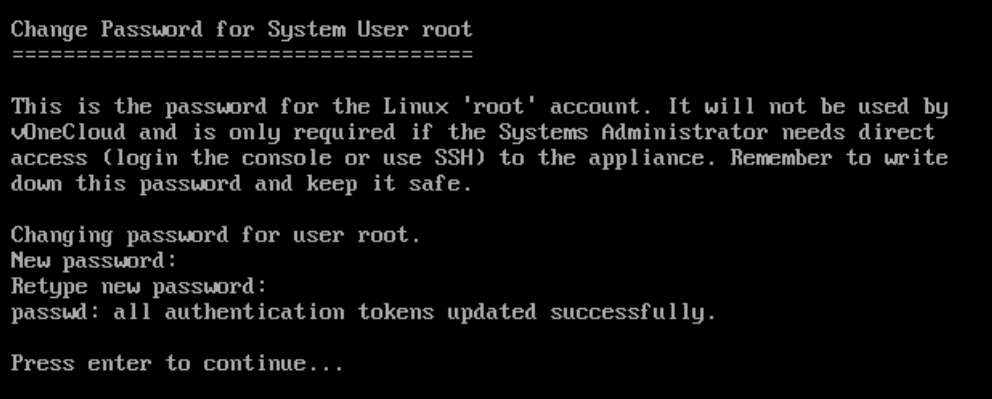 Change Password for System User root
====================================
This is the password for the Linux 'root' account. It will not be used by
vOneCloud and is only required if the Systems Administrator needs direct
access (login the console or use SSH) to the appliance. Remember to write
down this password and keep it safe.
Changing password for user root.
New password:
Retype new password:
passwd: all authentication tokens updated successfully.
Press enter to continue...